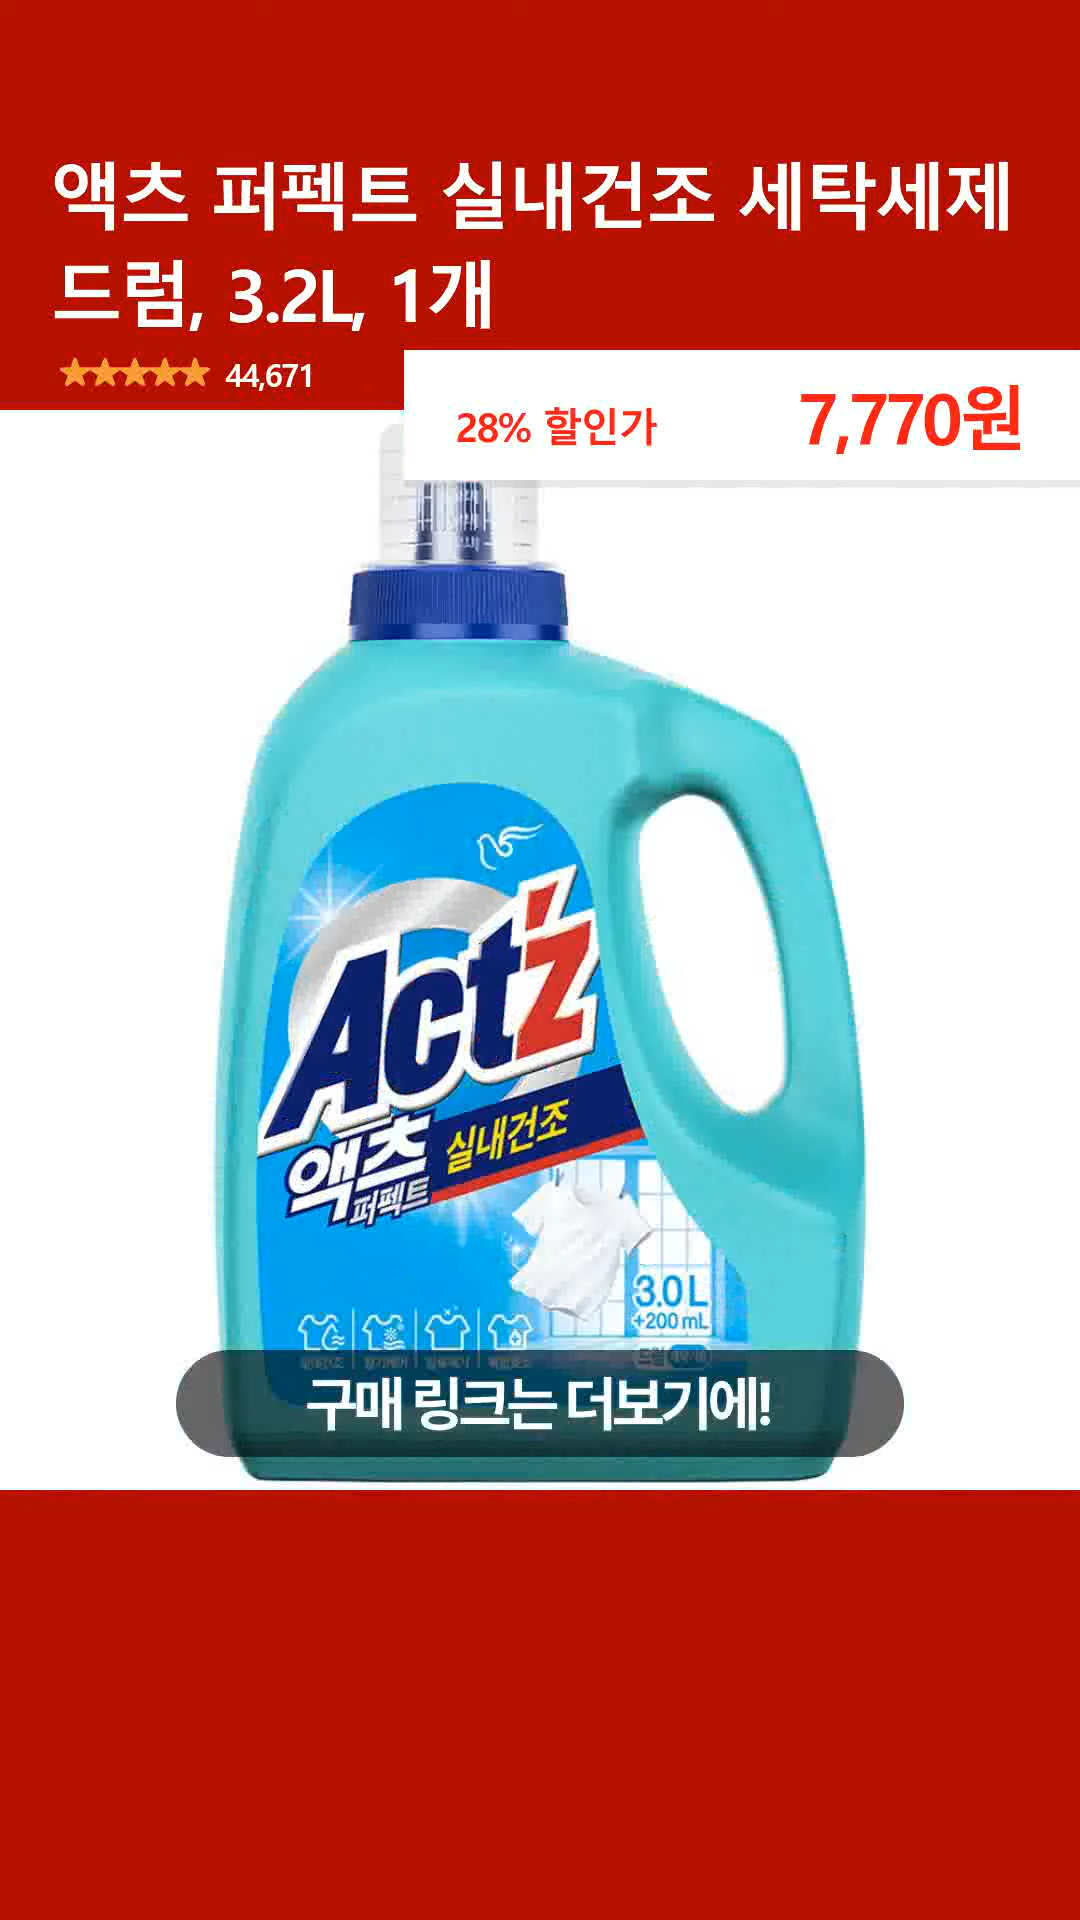 액츠 퍼펙트 실내건조 세탁세제
드럼, 3.2L, 1개
44,671
28% 할인가
7,770원
Act'z
액츠
퍼펙트
실내건조
3.0L
+200 mL
구매 링크는 더보기에!